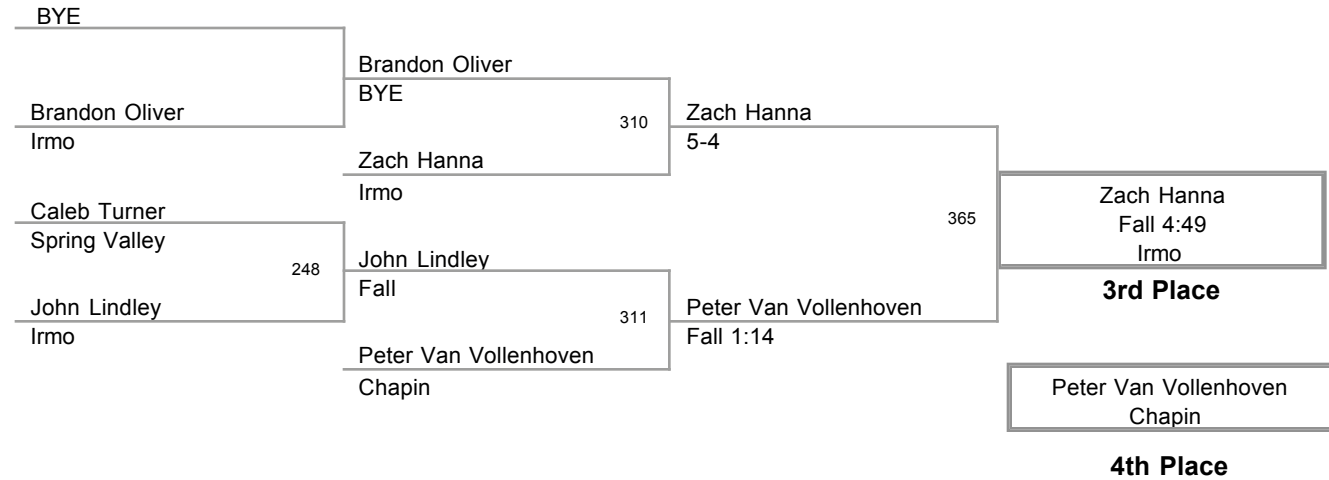 BYE
Brandon Oliver
BYE
Brandon Oliver
Irmo
310
Zach Hanna
5-4
Zach Hanna
Irmo
Caleb Turner
Spring Valley
248
John Lindley
Fall
John Lindley
Irmo
311
Peter Van Vollenhoven
Fall 1:14
Peter Van Vollenhoven
Chapin
365
Zach Hanna
Fall 4:49
Irmo
3rd Place
Peter Van Vollenhoven
Chapin
4th Place